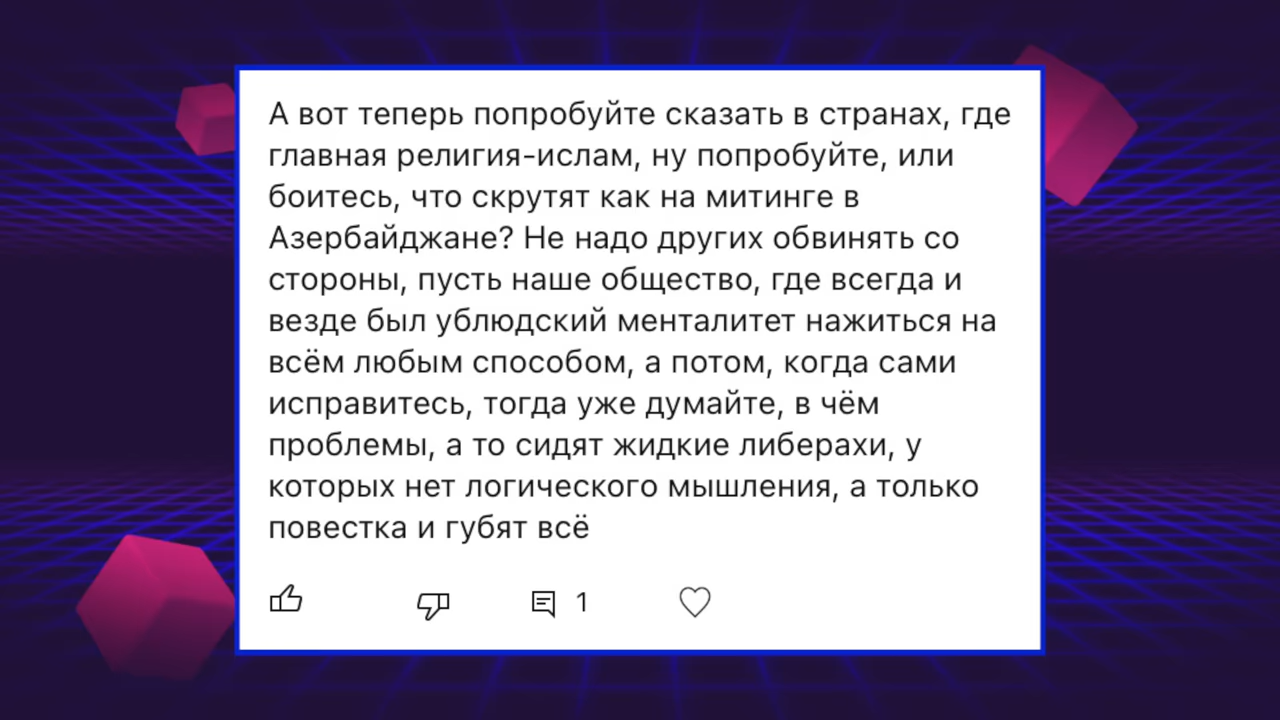 А вот теперь попробуйте сказать в странах, где
главная религия-ислам, ну попробуйте, или
боитесь, что скрутят как на митинге в
Азербайджане? Не надо других обвинять со
стороны, пусть наше общество, где всегда и
везде был ублюдский менталитет нажиться на
всём любым способом, а потом, когда сами
исправитесь, тогда уже думайте, в чём
проблемы, а то сидят жидкие либерахи, у
которых нет логического мышления, а только
повестка и губят всё
1